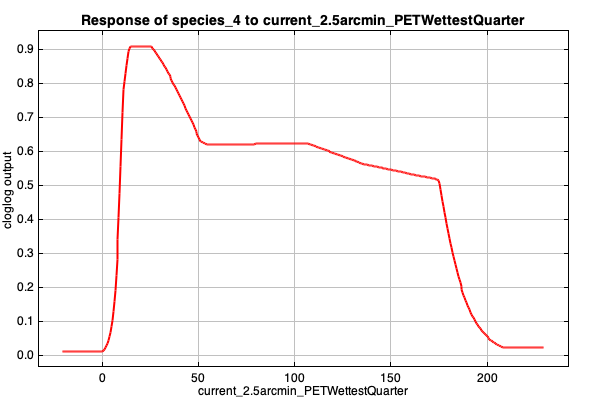 Response of species_4 to current_2.5arcmin_PETWettestQuarter
cloglog output
0.9
0.8
0.7
0.6
0.5
0.4
0.3
0.2
0.1
0.0
0 50 100 150 200
current_2.5arcmin_PETWettestQuarter